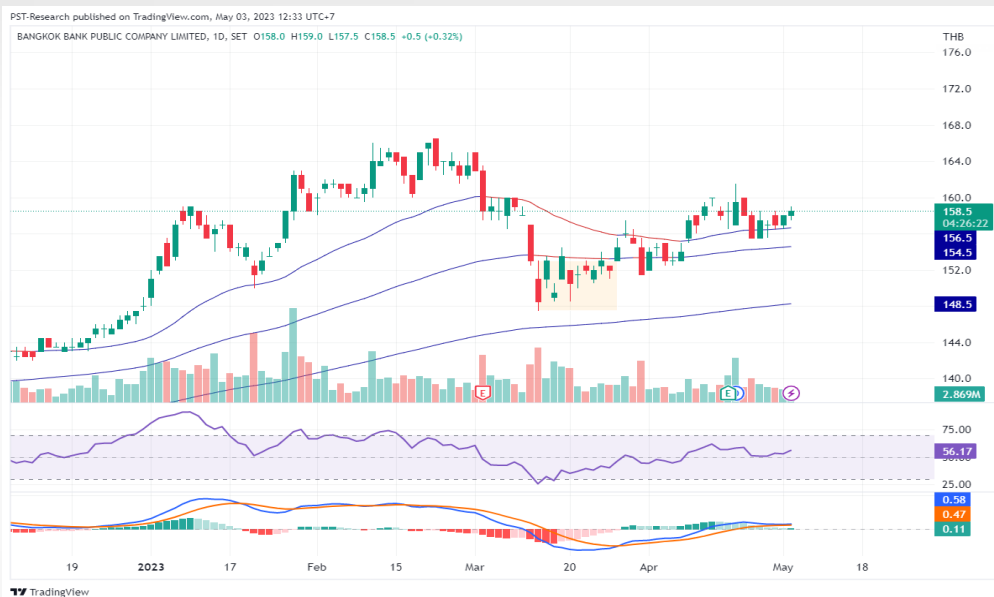 PST-Research published on TradingView.com, May 03, 2023 12:33 UTC+7
BANGKOK BANK PUBLIC COMPANY LIMITED, 1D, SET O158.0 H159.0 L157.5 C158.5 +0.5 (+0.32%)
THB
176.0
172.0
168.0
164.0
160.0
158.5
04:26:22
156.5
154.5
152.0
148.5
144.0
140.0
E
E
2.869M
75.00
56.17
25.00
0.58
0.47
0.11
19 2023 17 Feb 15 Mar 20 Apr May 18
TradingView